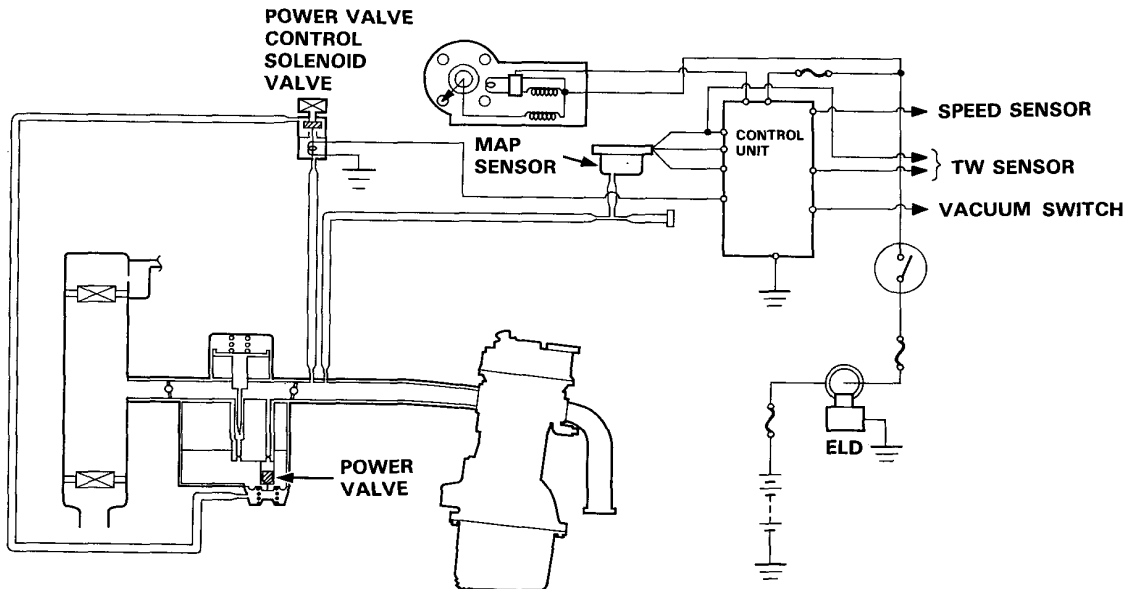 POWER VALVE
CONTROL
SOLENOID
VALVE
MAP
SENSOR
CONTROL
UNIT
SPEED SENSOR
TW SENSOR
VACUUM SWITCH
POWER
VALVE
ELD